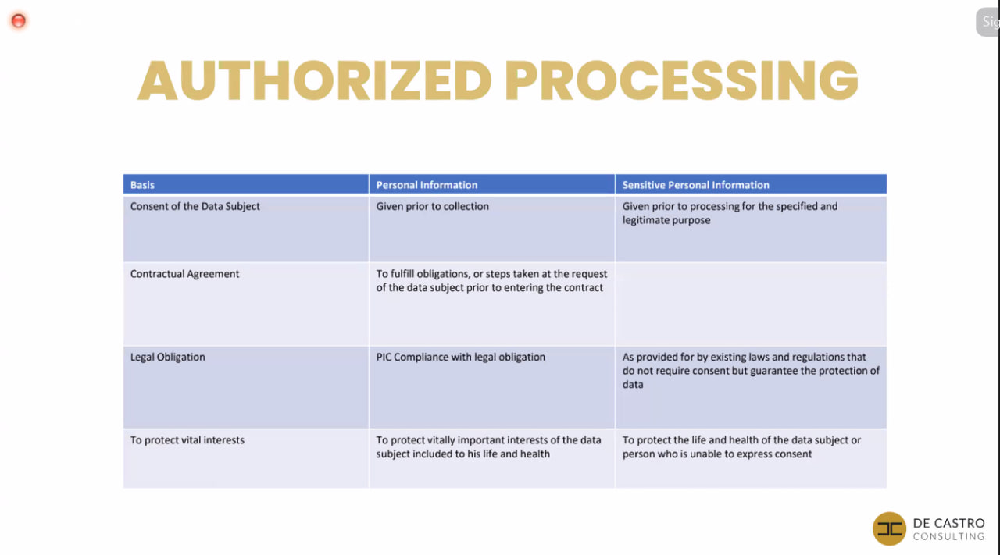 Sig
AUTHORIZED PROCESSING
Basis
Personal Information
Sensitive Personal Information
Consent of the Data Subject
Given prior to collection
Given prior to processing for the specified and
legitimate purpose
Contractual Agreement
To fulfill obligations, or steps taken at the request
of the data subject prior to entering the contract
Legal Obligation
PIC Compliance with legal obligation
As provided for by existing laws and regulations that
do not require consent but guarantee the protection of
data
To protect vital interests
To protect vitally important interests of the data
subject included to his life and health
To protect the life and health of the data subject or
person who is unable to express consent
DE CASTRO
CONSULTING